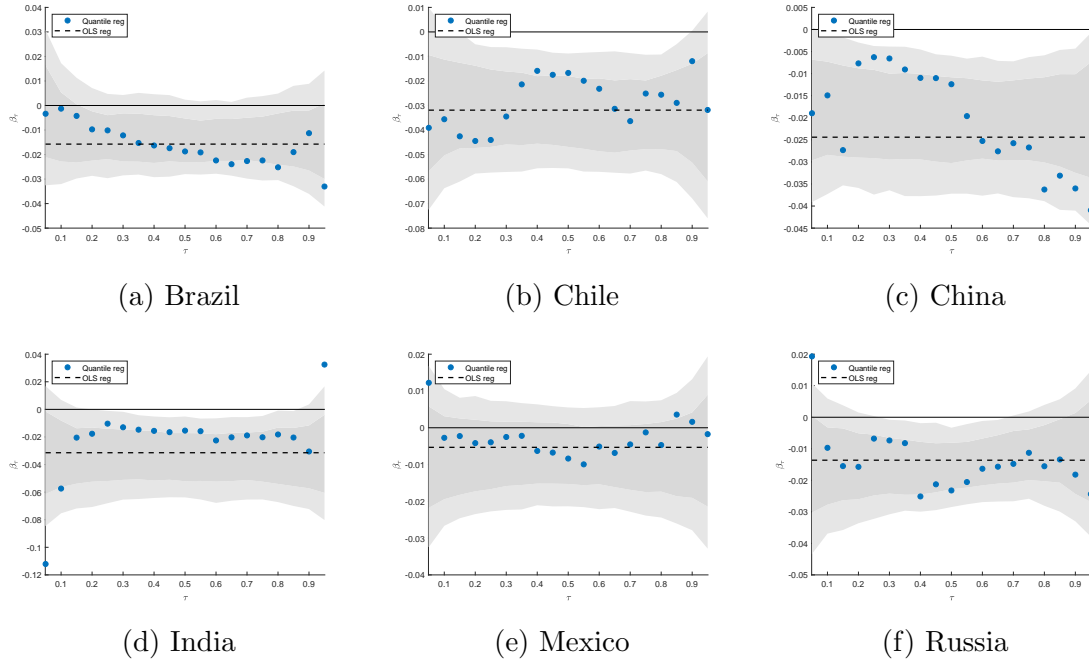 0.04
0.03
0.02
0.01
0
-0.01
-0.02
-0.03
-0.04
-0.05
βτ
0.1 0.2 0.3 0.4 0.5 0.6 0.7 0.8 0.9
τ
Quantile reg
OLS reg
(a) Brazil
0.01
0
-0.01
-0.02
-0.03
-0.04
-0.05
-0.06
-0.07
-0.08
βτ
0.1 0.2 0.3 0.4 0.5 0.6 0.7 0.8 0.9
τ
Quantile reg
OLS reg
(b) Chile
0.005
0
-0.005
-0.01
-0.015
-0.02
-0.025
-0.03
-0.035
-0.04
-0.045
βτ
0.1 0.2 0.3 0.4 0.5 0.6 0.7 0.8 0.9
τ
Quantile reg
OLS reg
(c) China
0.04
0.02
0
-0.02
-0.04
-0.06
-0.08
-0.1
-0.12
βτ
0.1 0.2 0.3 0.4 0.5 0.6 0.7 0.8 0.9
τ
Quantile reg
OLS reg
(d) India
0.02
0.01
0
-0.01
-0.02
-0.03
-0.04
βτ
0.1 0.2 0.3 0.4 0.5 0.6 0.7 0.8 0.9
τ
Quantile reg
OLS reg
(e) Mexico
0.02
0.01
0
-0.01
-0.02
-0.03
-0.04
-0.05
βτ
0.1 0.2 0.3 0.4 0.5 0.6 0.7 0.8 0.9
τ
Quantile reg
OLS reg
(f) Russia